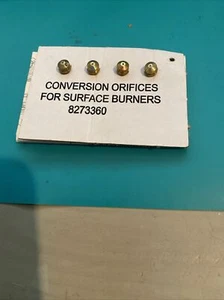 CONVERSION ORIFICES
FOR SURFACE BURNERS
8273360